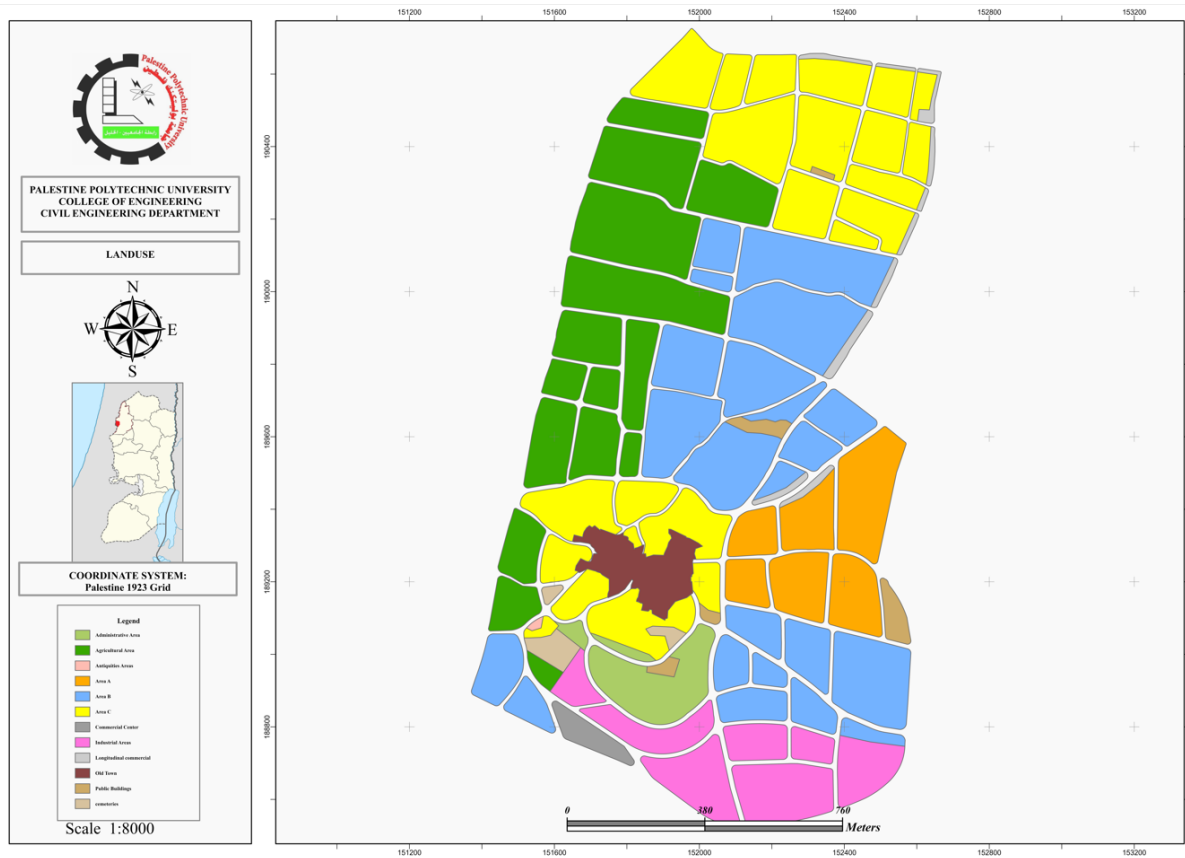 Palestine Polytechnic University
PALESTINE POLYTECHNIC UNIVERSITY
COLLEGE OF ENGINEERING
CIVIL ENGINEERING DEPARTMENT
LANDUSE
N
W E
S
COORDINATE SYSTEM:
Palestine 1923 Grid
Legend
Administrative Area
Agricultural Area
Antiquities Areas
Area A
Area B
Area C
Commercial Center
Industrial Areas
Longitudinal commercial
Old Town
Public Buildings
cemeteries
Scale 1:8000
151200 151600 152000 152400 152800 153200
190400
190000
189600
189200
188800
0 380 760
Meters
151200 151600 152000 152400 152800 153200